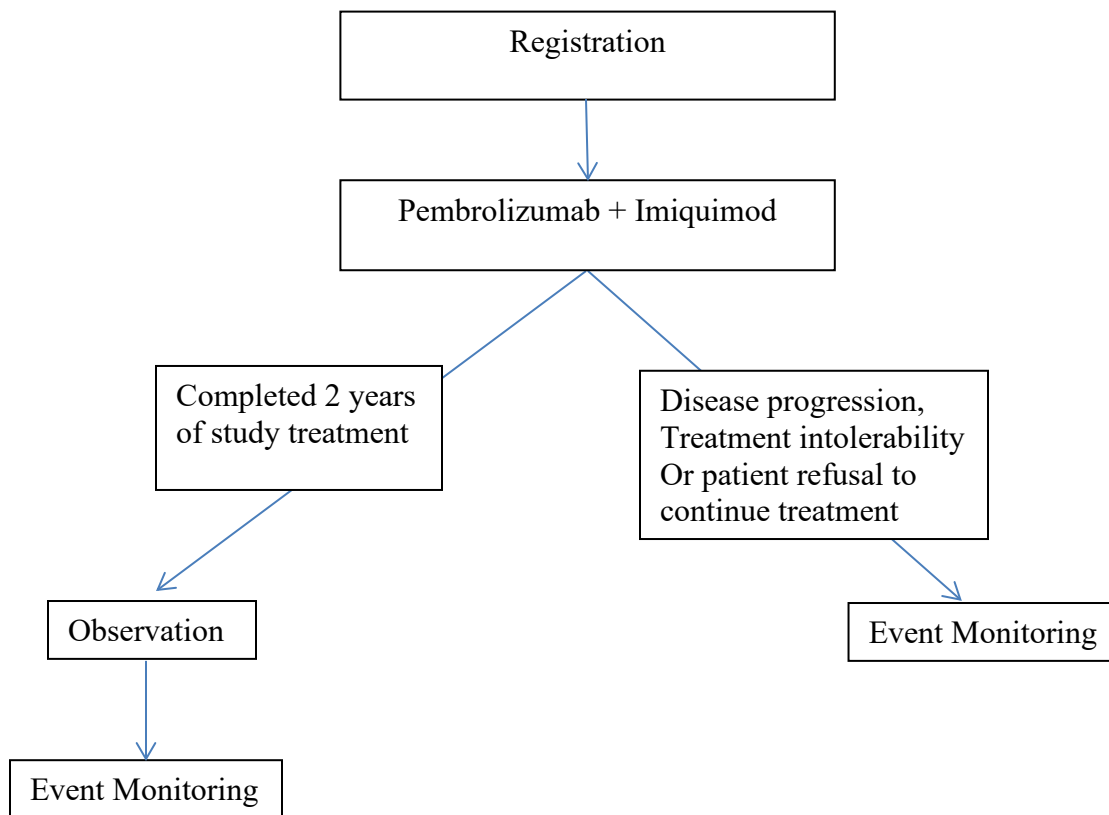 Registration
Pembrolizumab + Imiquimod
Completed 2 years
of study treatment
Disease progression,
Treatment intolerability
Or patient refusal to
continue treatment
Observation
Event Monitoring
Event Monitoring